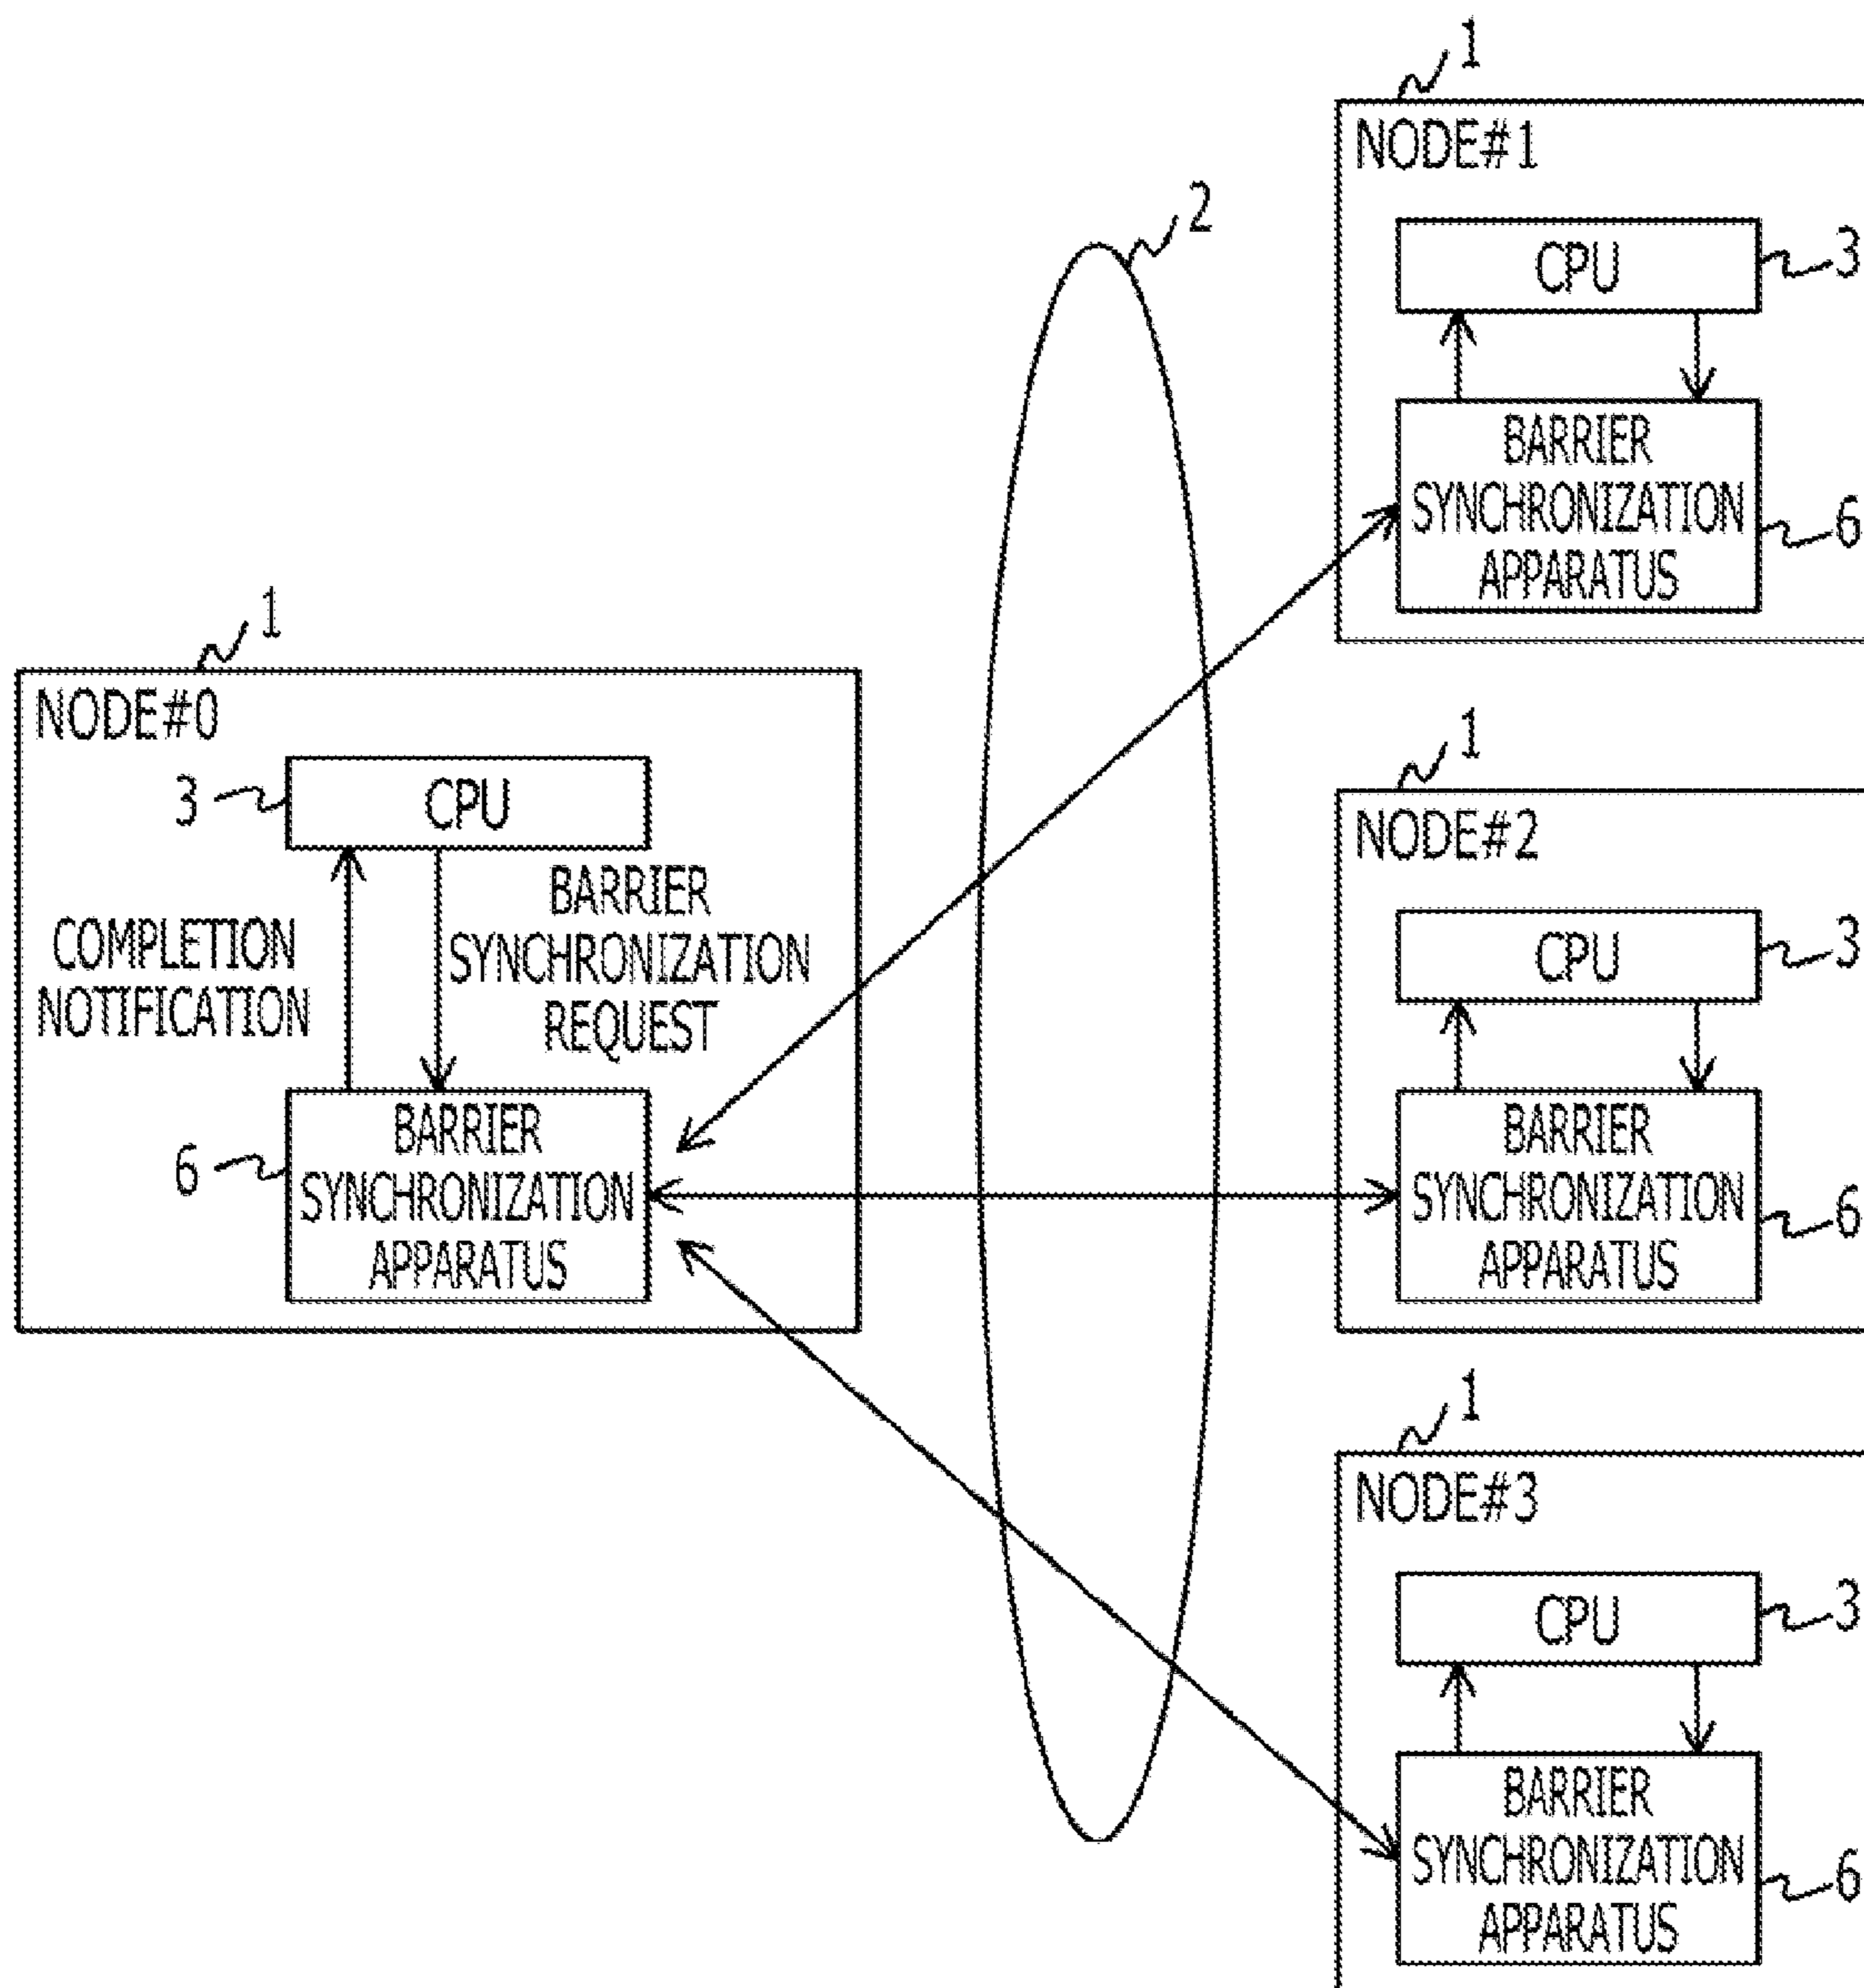 1
NODE#1
2
CPU
3
BARRIER
SYNCHRONIZATION
APPARATUS
6
1
NODE#0
3
CPU
COMPLETION
NOTIFICATION
BARRIER
SYNCHRONIZATION
REQUEST
6
BARRIER
SYNCHRONIZATION
APPARATUS
1
NODE#2
CPU
3
BARRIER
SYNCHRONIZATION
APPARATUS
6
1
NODE#3
CPU
3
BARRIER
SYNCHRONIZATION
APPARATUS
6